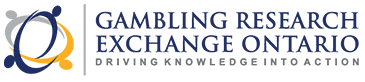 GAMBLING RESEARCH
EXCHANGE ONTARIO
DRIVING KNOWLEDGE INTO ACTION